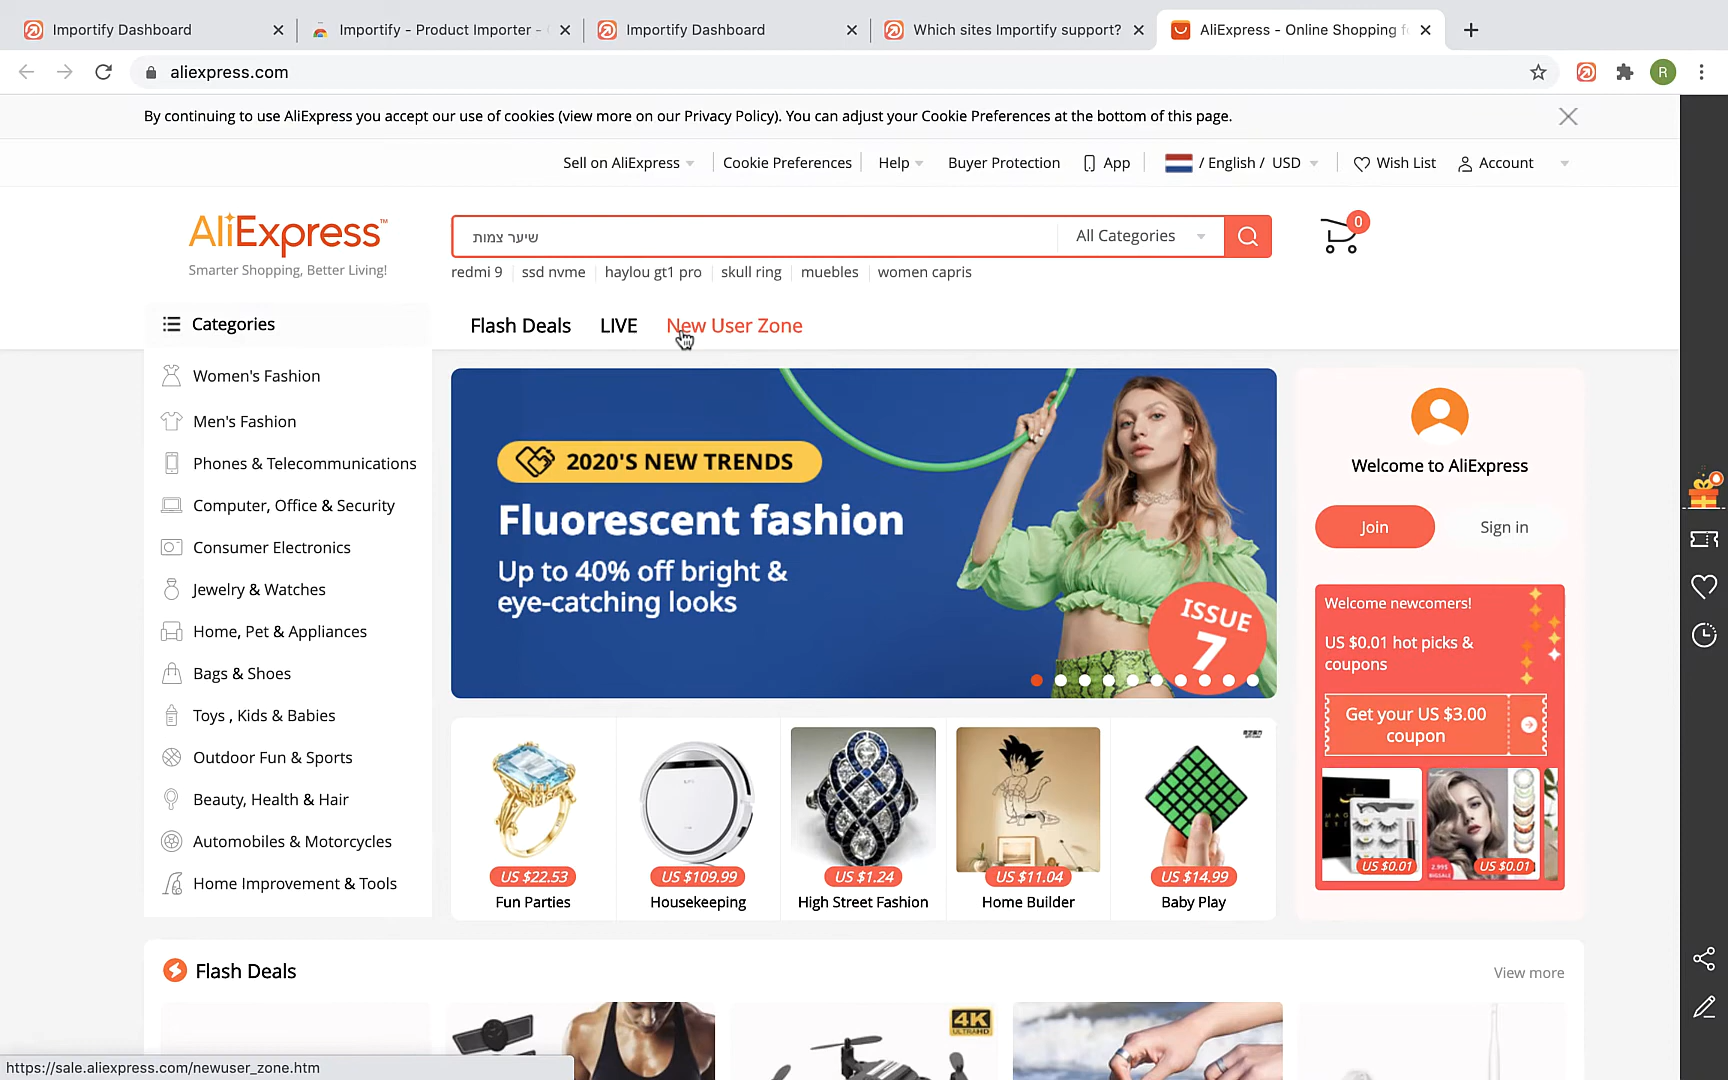 Importify Dashboard
Importify - Product Importer -
Importify Dashboard
Which sites Importify support?
AliExpress - Online Shopping f
aliexpress.com
R
By continuing to use AliExpress you accept our use of cookies (view more on our Privacy Policy). You can adjust your Cookie Preferences at the bottom of this page.
Sell on AliExpress
Cookie Preferences
Help
Buyer Protection
App
/ English / USD
Wish List
Account
AliExpress™
Smarter Shopping, Better Living!
שיער צמות
All Categories
0
redmi 9
ssd nvme
haylou gt1 pro
skull ring
muebles
women capris
Categories
Flash Deals
LIVE
New User Zone
Women's Fashion
Men's Fashion
Phones & Telecommunications
Computer, Office & Security
Consumer Electronics
Jewelry & Watches
Home, Pet & Appliances
Bags & Shoes
Toys , Kids & Babies
Outdoor Fun & Sports
Beauty, Health & Hair
Automobiles & Motorcycles
Home Improvement & Tools
2020'S NEW TRENDS
Fluorescent fashion
Up to 40% off bright &
eye-catching looks
ISSUE
7
Welcome to AliExpress
Join
Sign in
Welcome newcomers!
US $0.01 hot picks &
coupons
Get your US $3.00
coupon
US $0.01
US $0.01
US $22.53
Fun Parties
US $109.99
Housekeeping
US $1.24
High Street Fashion
US $11.04
Home Builder
US $14.99
Baby Play
Flash Deals
View more
4K
ULTRA HD
https://sale.aliexpress.com/newuser_zone.htm